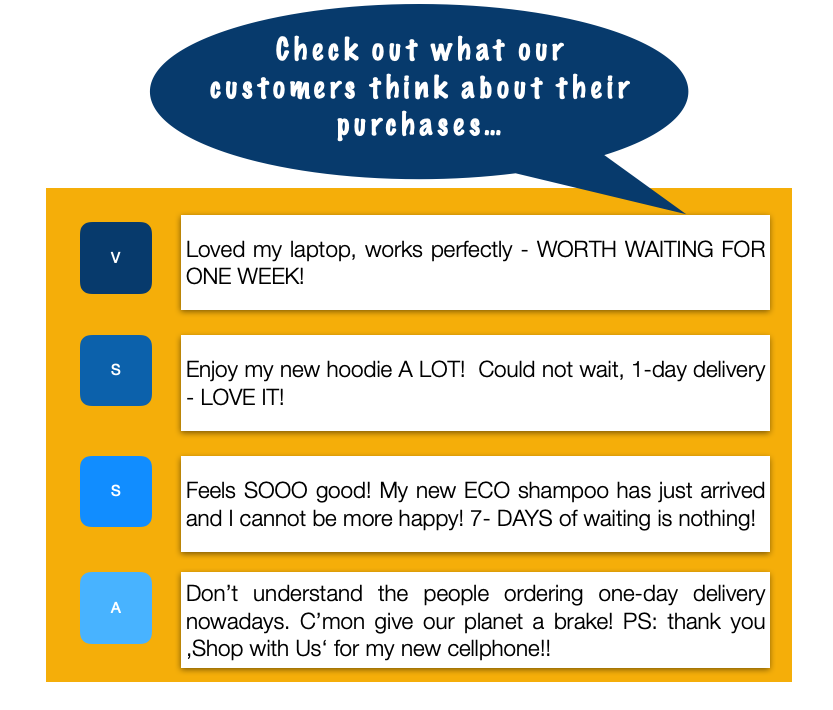 Check out what our
customers think about their
purchases…
V
Loved my laptop, works perfectly - WORTH WAITING FOR
ONE WEEK!
S
Enjoy my new hoodie A LOT!  Could not wait, 1-day delivery
- LOVE IT!
S
Feels SOOO good! My new ECO shampoo has just arrived
and I cannot be more happy! 7- DAYS of waiting is nothing!
A
Don’t understand the people ordering one-day delivery
nowadays. C’mon give our planet a brake! PS: thank you
‚Shop with Us‘ for my new cellphone!!